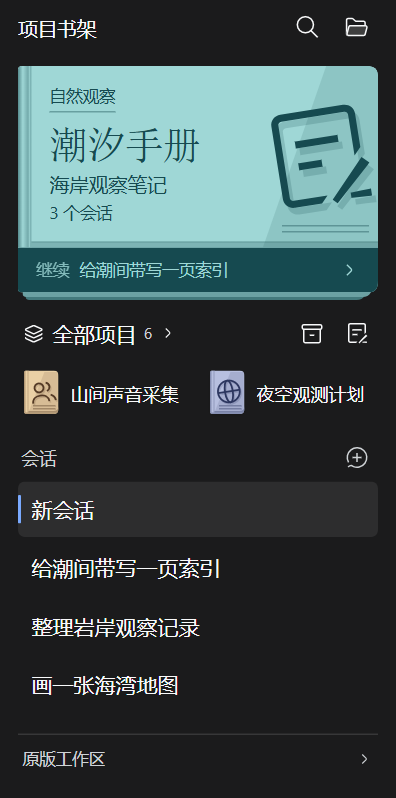 项目书架
自然观察
潮汐手册
海岸观察笔记
3 个会话
继续 给潮间带写一页索引
全部项目 6
山间声音采集
夜空观测计划
会话
新会话
给潮间带写一页索引
整理岩岸观察记录
画一张海湾地图
原版工作区